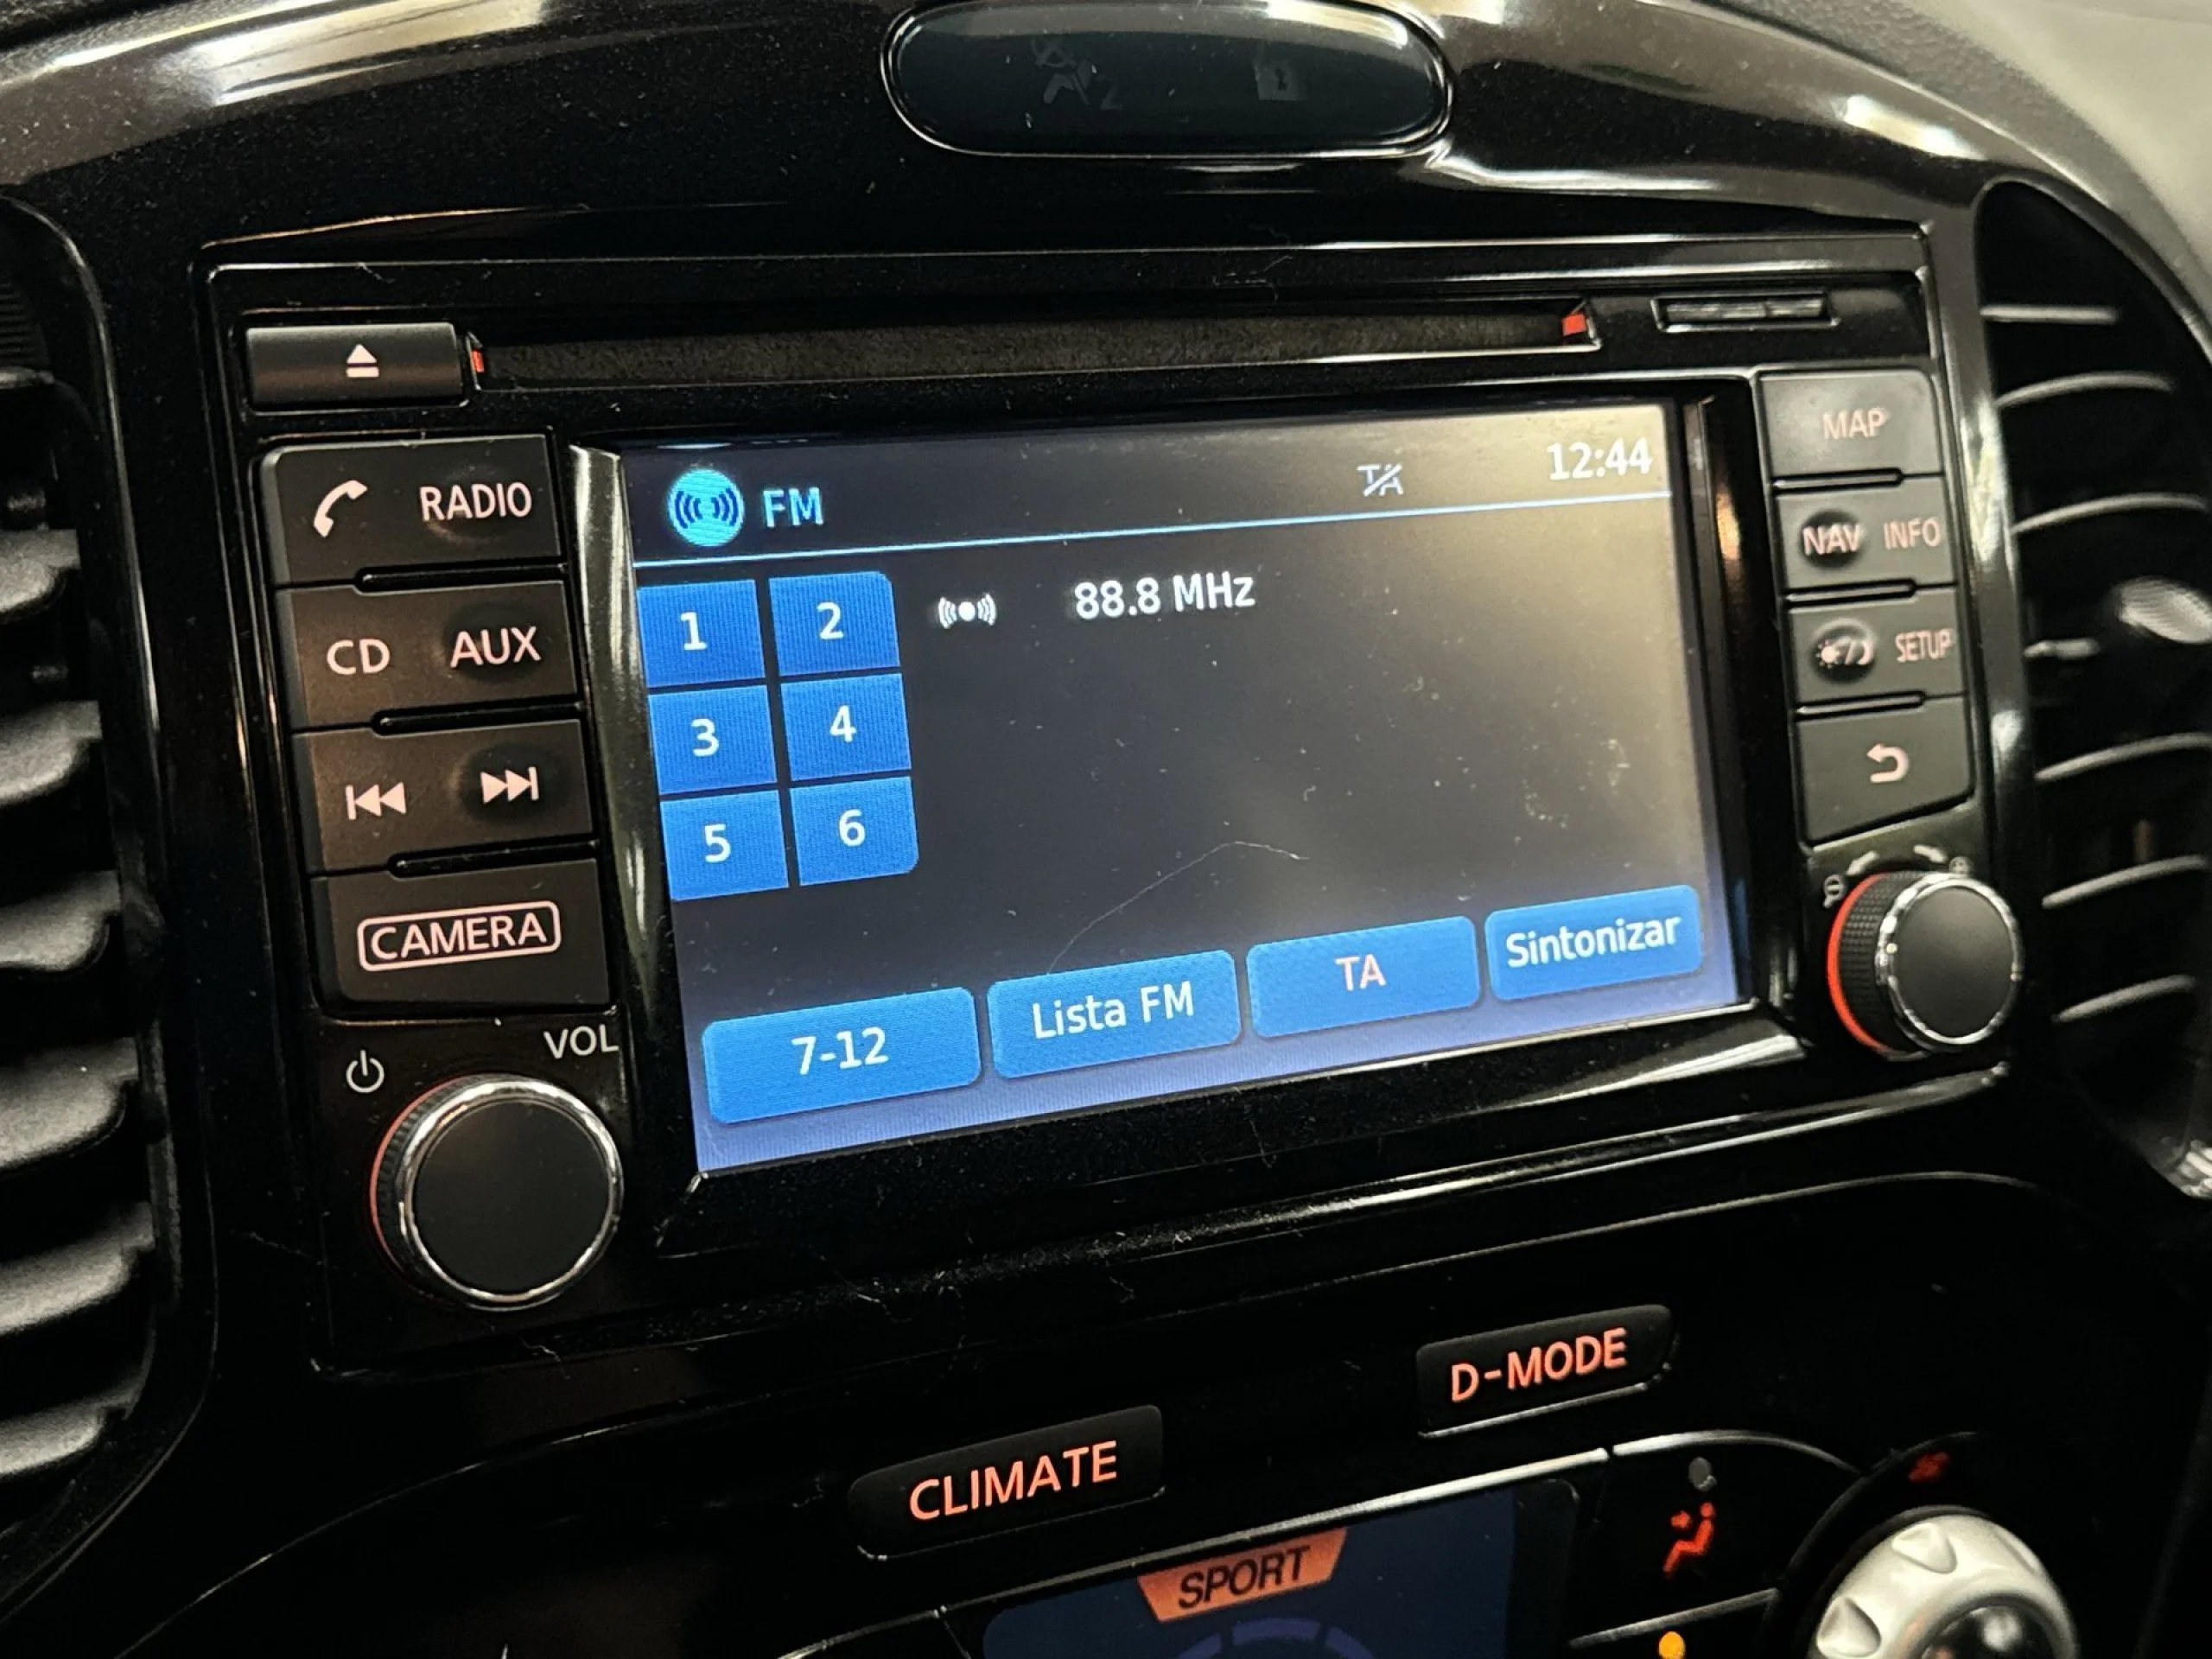 FM
TA
12:44
88.8 MHz
1 2
3 4
5 6
7-12
Lista FM
TA
Sintonizar
RADIO
CD AUX
CAMERA
VOL
MAP
NAV INFO
SETUP
D-MODE
CLIMATE
SPORT